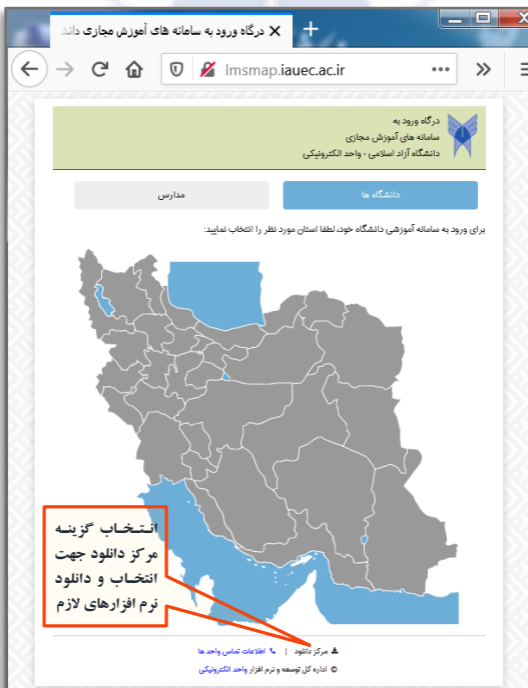 درگاه ورود به سامانه های آموزش مجازی دانش
lmsmap.iauec.ac.ir
درگاه ورود به
سامانه های آموزش مجازی
دانشگاه آزاد اسلامی - واحد الکترونیکی
دانشگاه ها
مدارس
برای ورود به سامانه آموزشی دانشگاه خود، لطفا استان مورد نظر را انتخاب نمایید:
انتخاب گزینه
مرکز دانلود جهت
انتخاب و دانلود
نرم افزارهای لازم
مرکز دانلود | اطلاعات تماس واحد ها
© اداره کل توسعه و نرم افزار واحد الکترونیکی